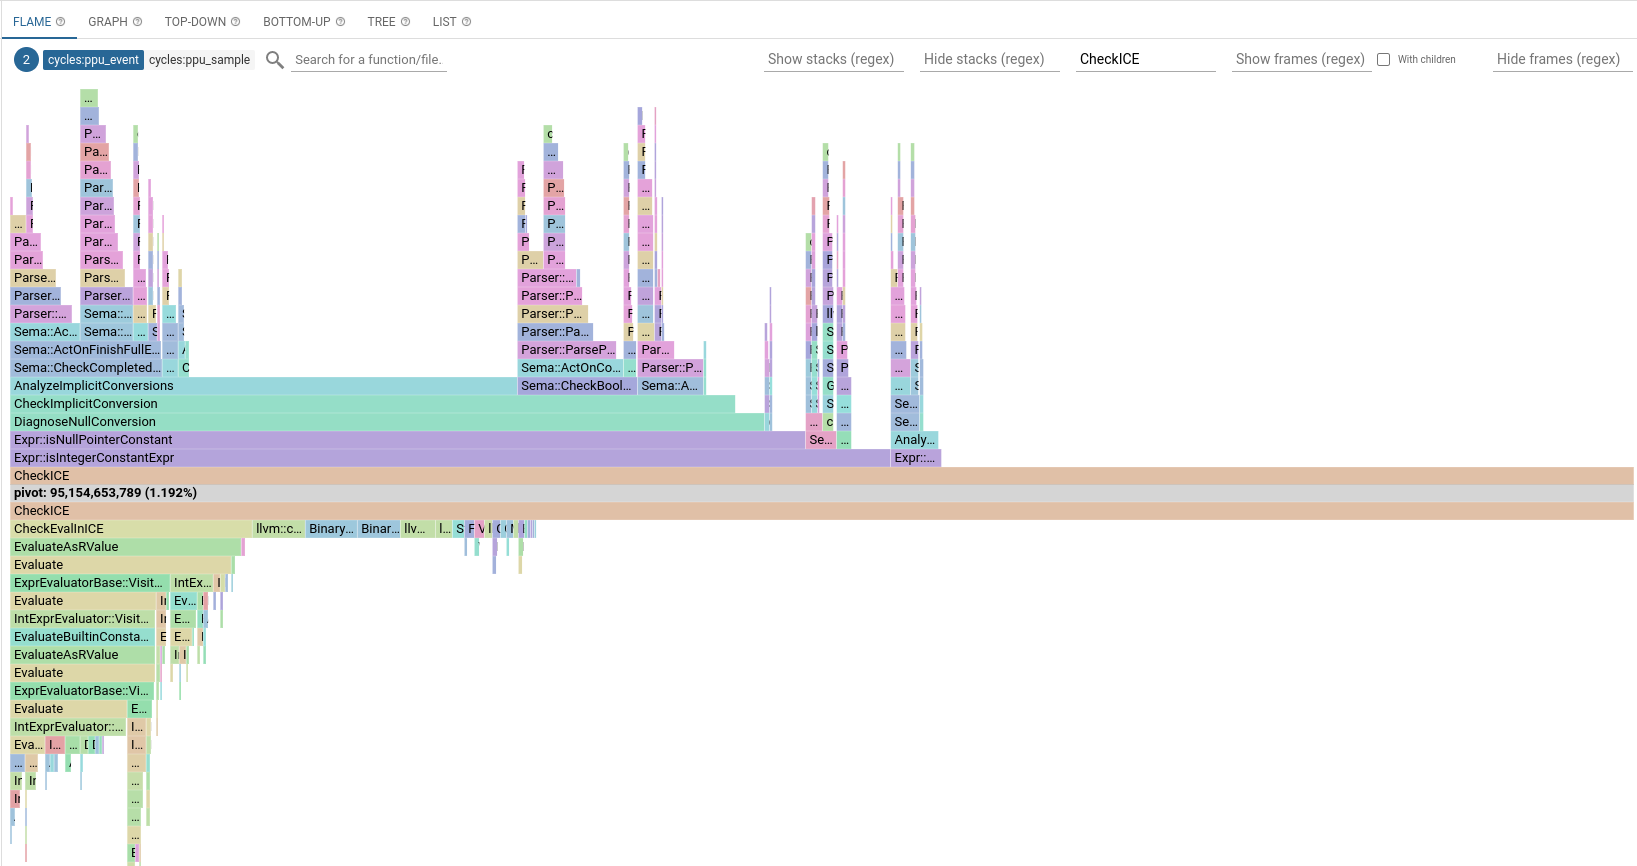 FLAME GRAPH TOP-DOWN BOTTOM-UP TREE LIST
2 cycles:ppu_event cycles:ppu_sample Search for a function/file. Show stacks (regex) Hide stacks (regex) CheckICE Show frames (regex) With children Hide frames (regex)
...
...
P... c
Pa... ...
Pa... ...
Par... P... ...
Par... P... ...
... Par... P... ...
Pa... Par... P P... ...
Par... Pars... P... P... ...
Parse... Pars... ... Parser::... ...
Parser... Parser... ... Parser::P... ... ...
Parser::... Sema::... ... ... Parser::P... ... ...
Sema::Ac... Sema::... ... S ... Parser::Pa... ... ...
Sema::ActOnFinishFullE... ... Parser::ParseP... ... Par... P ...
Sema::CheckCompleted... ... C Sema::ActOnCo... ... Parser::P... P ...
AnalyzeImplicitConversions Sema::CheckBool... Sema::A... ... ...
CheckImplicitConversion ... Se...
DiagnoseNullConversion ... c ... Se...
Expr::isNullPointerConstant Se... ... Analy...
Expr::isIntegerConstantExpr Expr::...
CheckICE
pivot: 95,154,653,789 (1.192%)
CheckICE
CheckEvalInICE llvm::c... Binary... Binar... llv... l... S
EvaluateAsRValue
Evaluate
ExprEvaluatorBase::Visit... IntEx... I
Evaluate Ev...
IntExprEvaluator::Visit... E...
EvaluateBuiltinConsta... E E...
EvaluateAsRValue
Evaluate
ExprEvaluatorBase::Vi...
Evaluate E...
IntExprEvaluator::... I...
Eva... I... ... I...
... ... ...
...
...
...
...